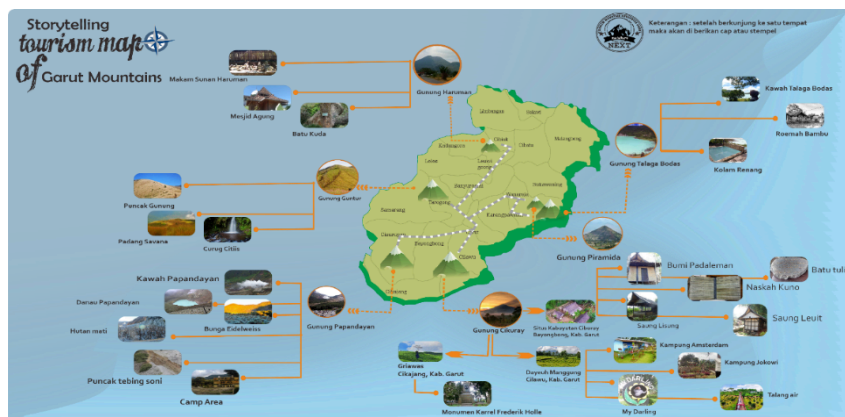 Storytelling
tourism map
of Garut Mountains
NEXT
Keterangan : setelah berkunjung ke satu tempat
maka akan di berikan cap atau stempel
Makam Sunan Haruman
Mesjid Agung
Batu Kuda
Gunung Haruman
Kawah Talaga Bodas
Roemah Bambu
Kolam Renang
Gunung Talaga Bodas
Puncak Gunung
Padang Savana
Curug Citiis
Gunung Guntur
Gunung Piramida
Kawah Papandayan
Danau Papandayan
Bunga Eidelweiss
Hutan mati
Puncak tebing soni
Camp Area
Gunung Papandayan
Gunung Cikuray
Bumi Padaleman
Batu tulis
Naskah Kuno
Saung Lisung
Saung Leuit
Situs Kabuyutan Ciburuy
Bayongbong, Kab. Garut
Giriawas
Cikajang, Kab. Garut
Monumen Karrel Frederik Holle
Dayeuh Manggung
Cilawu, Kab. Garut
Kampung Amsterdam
Kampung Jokowi
My Darling
Talang air
Cilawu
Bayongbong
Tarogong